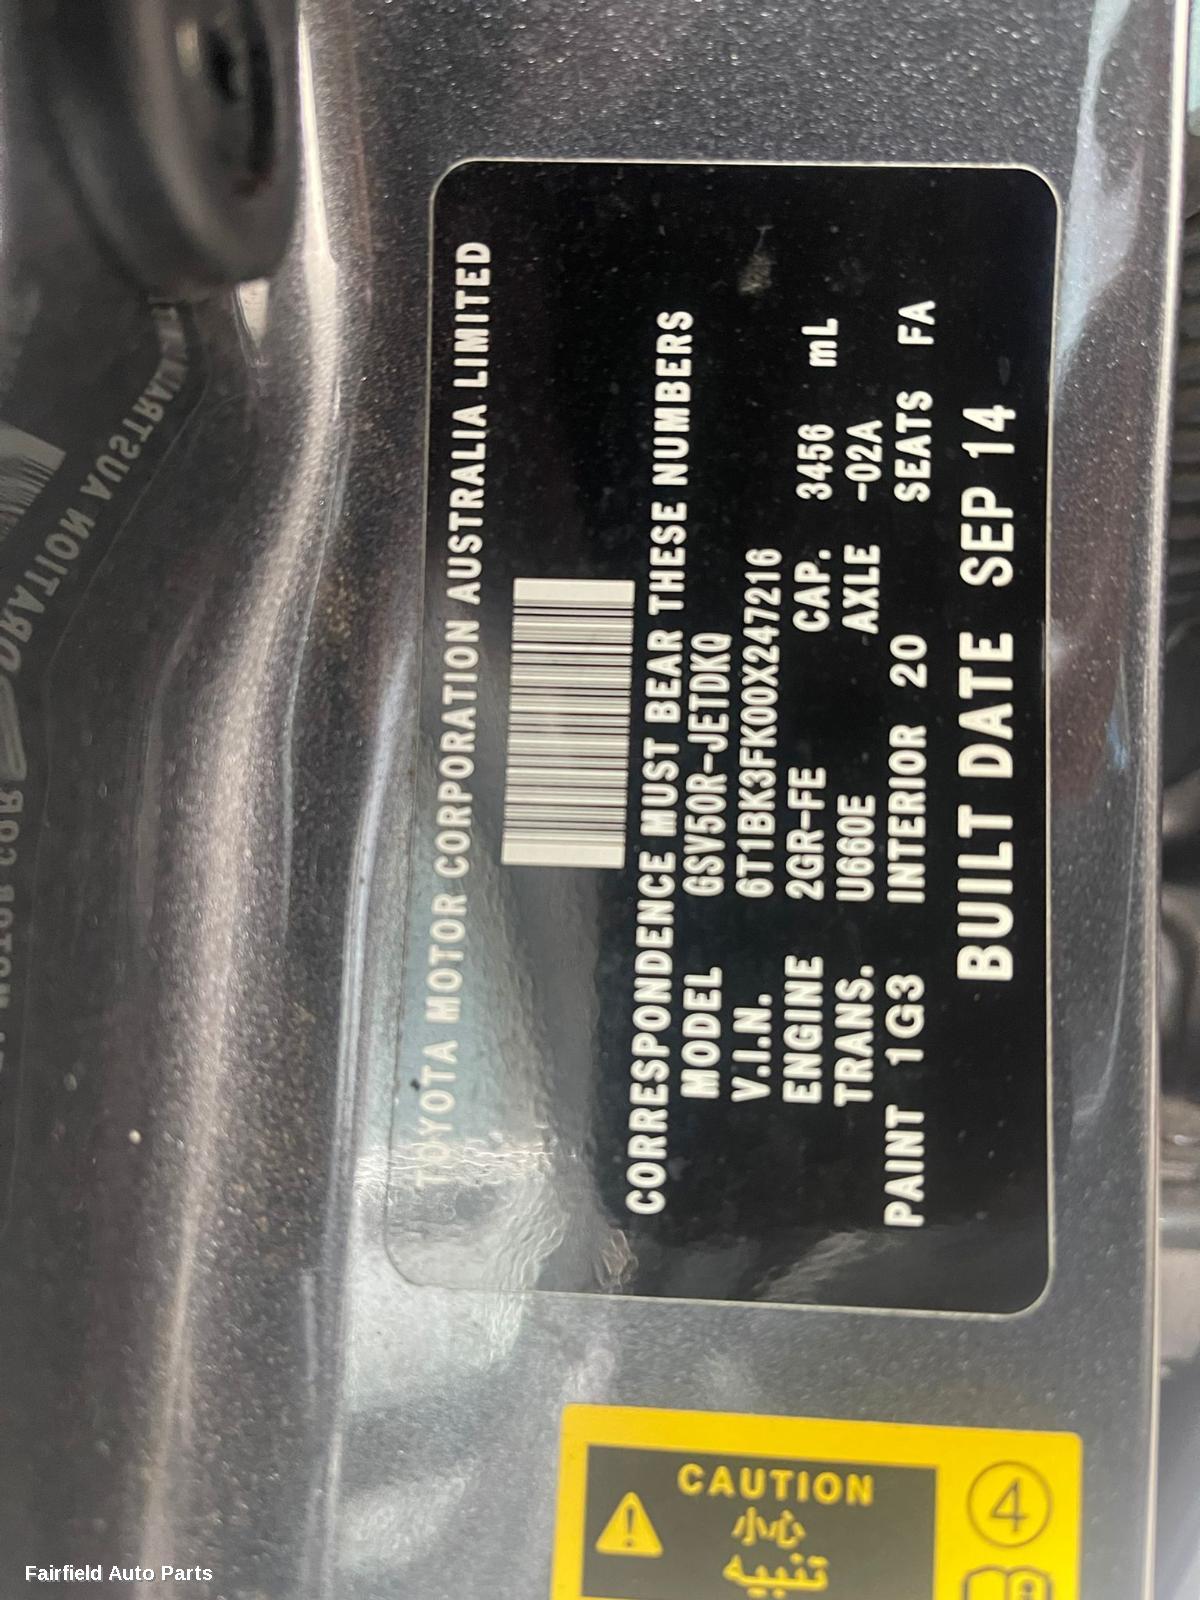 TOYOTA MOTOR CORPORATION AUSTRALIA LIMITED
CORRESPONDENCE MUST BEAR THESE NUMBERS
MODEL GSV50R-JETDKQ
V.I.N. 6T1BK3FK00X247216
ENGINE 2GR-FE CAP. 3456 mL
TRANS. U660E AXLE -02A
PAINT 1G3 INTERIOR 20 SEATS FA
BUILT DATE SEP 14
CAUTION
小心
تنبيه
4
Fairfield Auto Parts